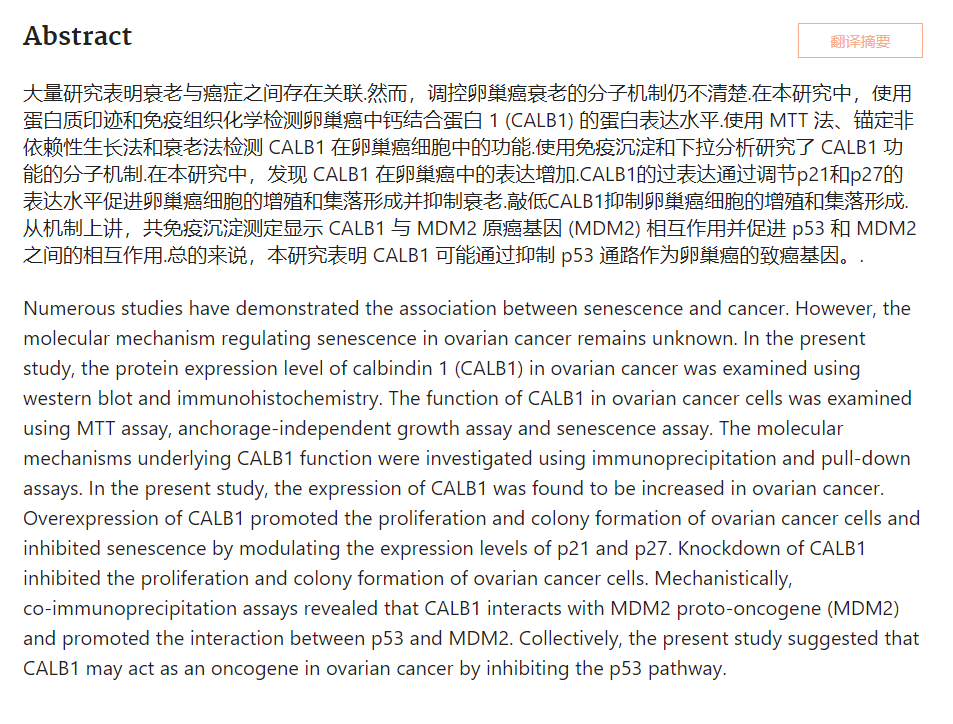 Abstract
翻译摘要
大量研究表明衰老与癌症之间存在关联.然而，调控卵巢癌衰老的分子机制仍不清楚.在本研究中，使用
蛋白质印迹和免疫组织化学检测卵巢癌中钙结合蛋白 1 (CALB1) 的蛋白表达水平.使用 MTT 法、锚定非
依赖性生长法和衰老法检测 CALB1 在卵巢癌细胞中的功能.使用免疫沉淀和下拉分析研究了 CALB1 功
能的分子机制.在本研究中，发现 CALB1 在卵巢癌中的表达增加.CALB1的过表达通过调节p21和p27的
表达水平促进卵巢癌细胞的增殖和集落形成并抑制衰老.敲低CALB1抑制卵巢癌细胞的增殖和集落形成.
从机制上讲，共免疫沉淀测定显示 CALB1 与 MDM2 原癌基因 (MDM2) 相互作用并促进 p53 和 MDM2
之间的相互作用.总的来说，本研究表明 CALB1 可能通过抑制 p53 通路作为卵巢癌的致癌基因。.
Numerous studies have demonstrated the association between senescence and cancer. However, the
molecular mechanism regulating senescence in ovarian cancer remains unknown. In the present
study, the protein expression level of calbindin 1 (CALB1) in ovarian cancer was examined using
western blot and immunohistochemistry. The function of CALB1 in ovarian cancer cells was examined
using MTT assay, anchorage-independent growth assay and senescence assay. The molecular
mechanisms underlying CALB1 function were investigated using immunoprecipitation and pull-down
assays. In the present study, the expression of CALB1 was found to be increased in ovarian cancer.
Overexpression of CALB1 promoted the proliferation and colony formation of ovarian cancer cells and
inhibited senescence by modulating the expression levels of p21 and p27. Knockdown of CALB1
inhibited the proliferation and colony formation of ovarian cancer cells. Mechanistically,
co-immunoprecipitation assays revealed that CALB1 interacts with MDM2 proto-oncogene (MDM2)
and promoted the interaction between p53 and MDM2. Collectively, the present study suggested that
CALB1 may act as an oncogene in ovarian cancer by inhibiting the p53 pathway.